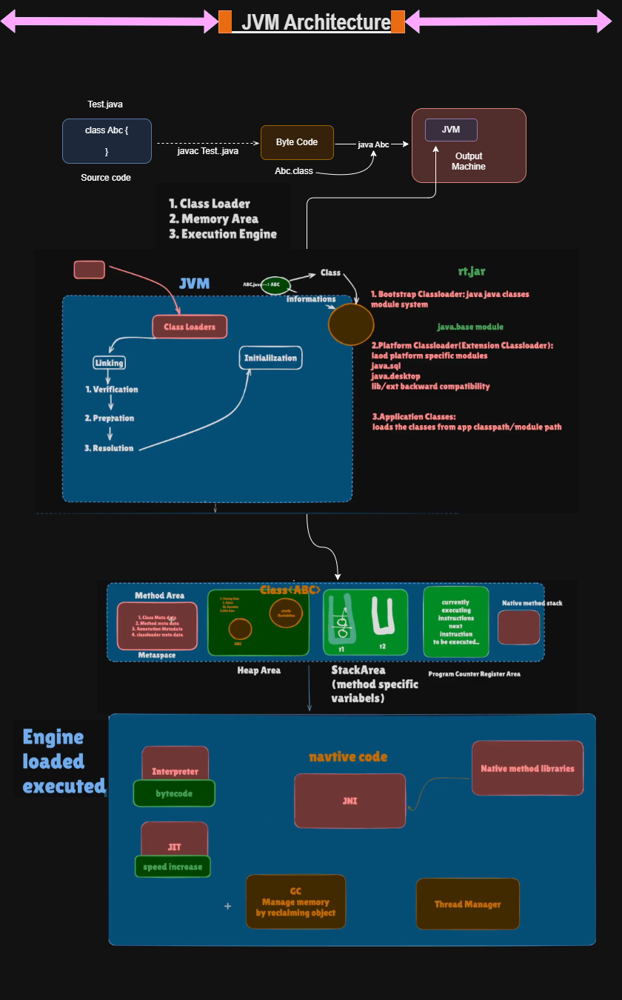 JVM Architecture
Test.java
class Abc {
}
Source code
javac Test..java
Byte Code
Abc.class
java Abc
JVM
Output
Machine
1. Class Loader
2. Memory Area
3. Execution Engine
JVM
ABC.java---> ABC
Class
informations
rt.jar
1. Bootstrap Classloader: java java classes
module system
java.base module
2.Platform Classloader(Extension CLassloader):
laod platform specific modules
java.sql
java.desktop
lib/ext backward compatibility
3.Application Classes:
loads the classes from app classpath/module path
Class Loaders
Linking
Initialilzation
1. Verification
2. Prepration
3. Resolution
Method Area
1. Class Meta data
2. Method meta data
3. Annotation Metadata
4. classloader meta data
Metaspace
Class<ABC>
1. Young Gen
static
Variables
ABC
Heap Area
t1
t2
StackArea
(method specific
variabels)
currently
executing
instructions
next
instruction
to be executed...
Program Counter Register Area
Native method stack
Engine
loaded
executed
Interpreter
bytecode
JIT
speed increase
navtive code
JNI
Native method libraries
GC
Manage memory
by reclaiming object
Thread Manager